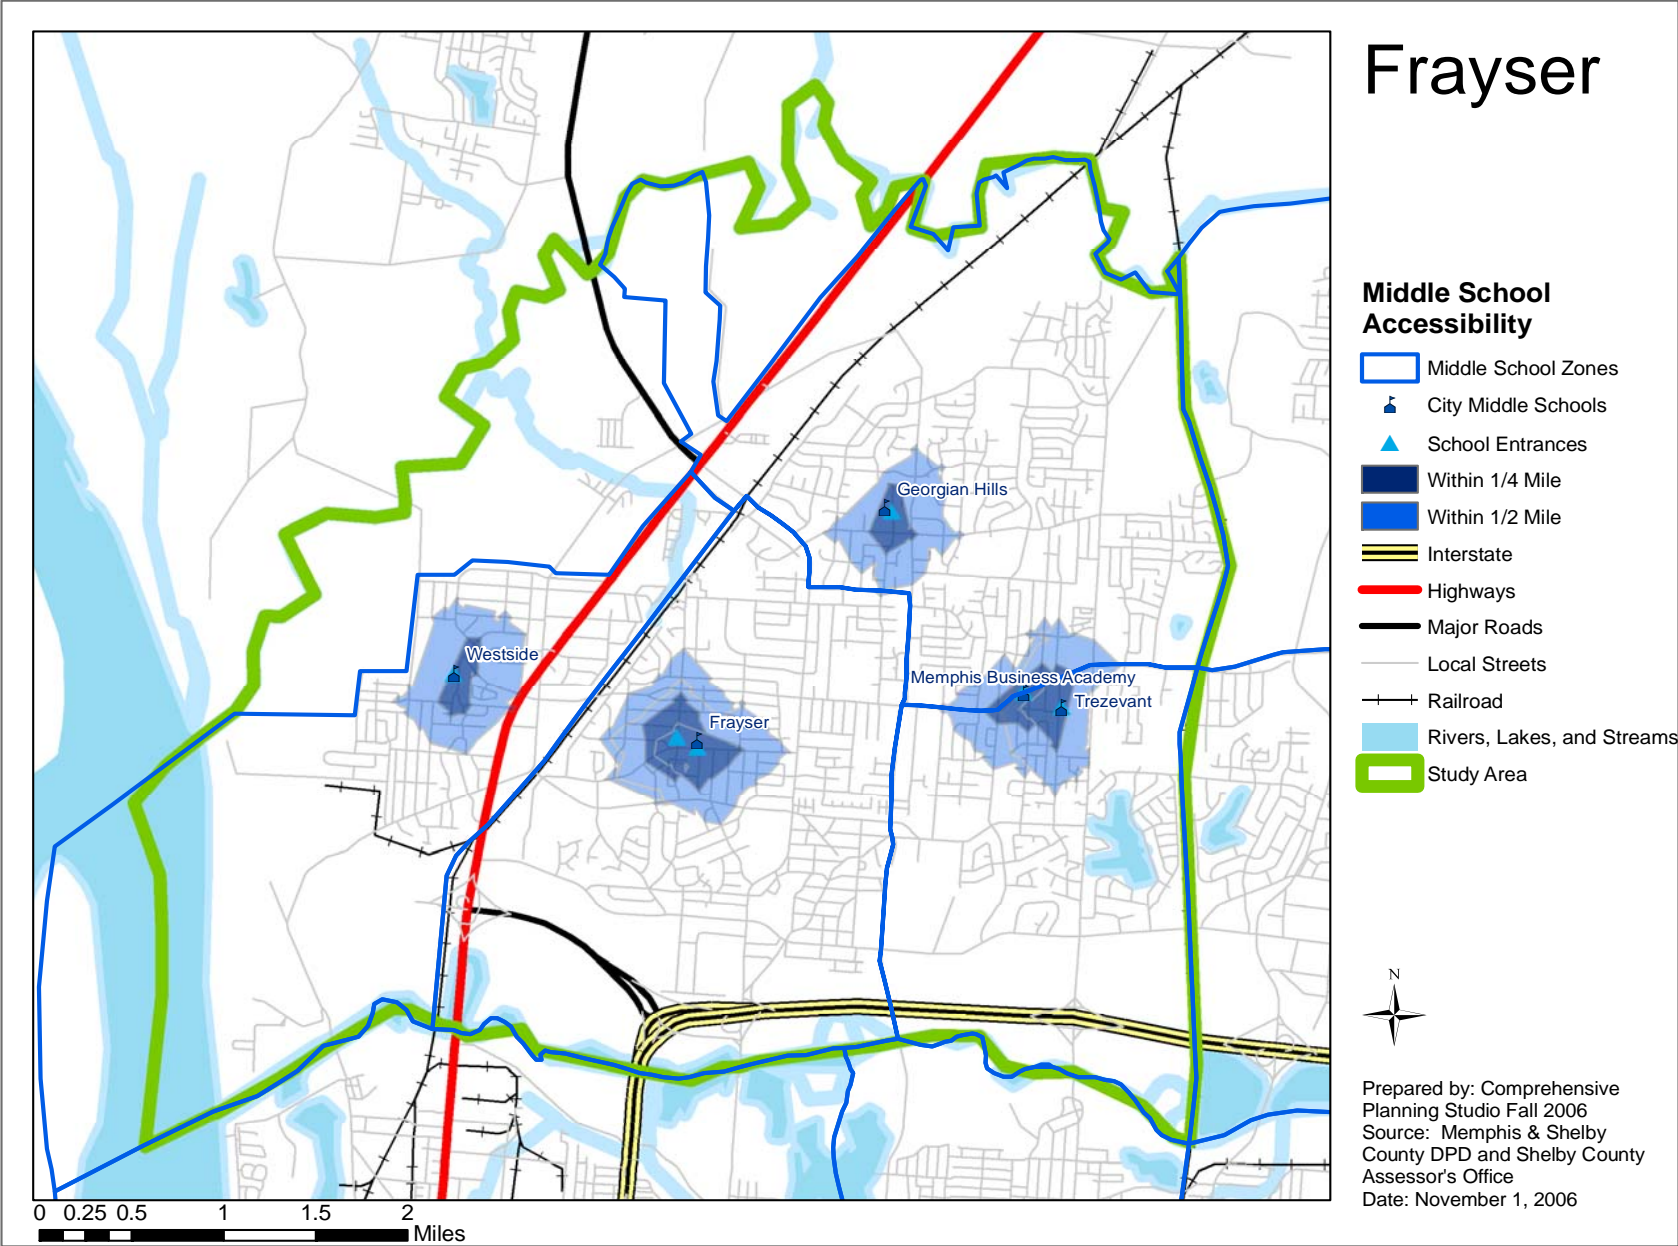 Frayser
Middle School
Accessibility
Middle School Zones
City Middle Schools
School Entrances
Within 1/4 Mile
Within 1/2 Mile
Interstate
Highways
Major Roads
Local Streets
Railroad
Rivers, Lakes, and Streams
Study Area
Georgian Hills
Westside
Memphis Business Academy
Trezevant
Frayser
N
Prepared by: Comprehensive
Planning Studio Fall 2006
Source: Memphis & Shelby
County DPD and Shelby County
Assessor's Office
Date: November 1, 2006
0 0.25 0.5 1 1.5 2
Miles